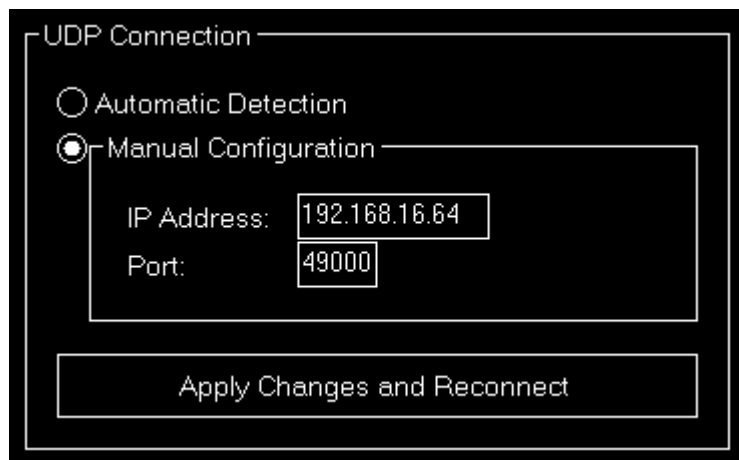 UDP Connection
Automatic Detection
Manual Configuration
IP Address: 192.168.16.64
Port: 49000
Apply Changes and Reconnect